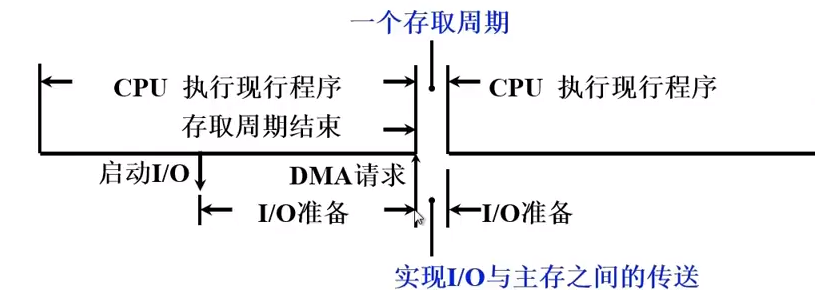 一个存取周期
CPU 执行现行程序
CPU 执行现行程序
存取周期结束
启动I/O
DMA请求
I/O准备
I/O准备
实现I/O与主存之间的传送